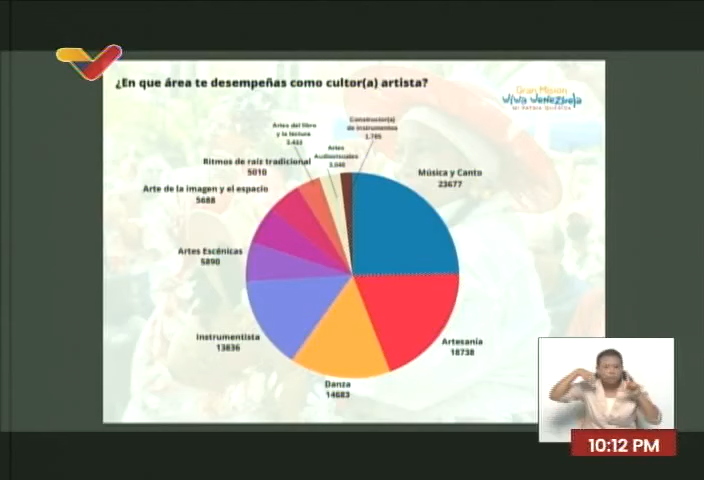 ¿En que área te desempeñas como cultor(a) artista?
Gran Misión
Viva Venezuela
Artes del libro
y la lectura
3.433
Constructor(a)
de instrumentos
1.765
Artes
Audiovisuales
Ritmos de raíz tradicional
5010
Música y Canto
23677
Arte de la imagen y el espacio
5688
Artes Escénicas
5890
Instrumentista
13836
Artesanía
18738
Danza
14683
10:12 PM